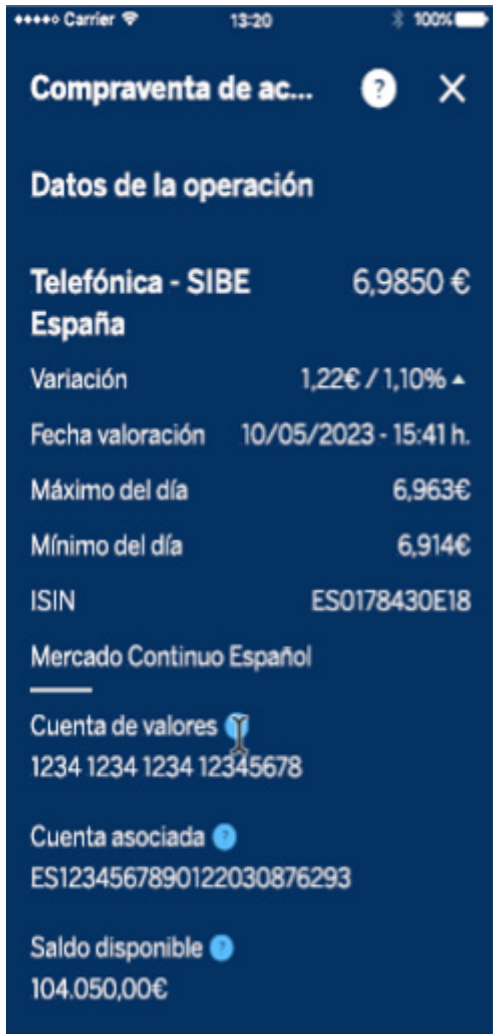 Carrier 13:20 100%
Compraventa de ac... ? ×
Datos de la operación
Telefónica - SIBE 6,9850 €
España
Variación 1,22€ / 1,10%
Fecha valoración 10/05/2023 - 15:41 h.
Máximo del día 6,963€
Mínimo del día 6,914€
ISIN ES0178430E18
Mercado Continuo Español
Cuenta de valores
1234 1234 1234 12345678
Cuenta asociada ?
ES1234567890122030876293
Saldo disponible ?
104.050,00€